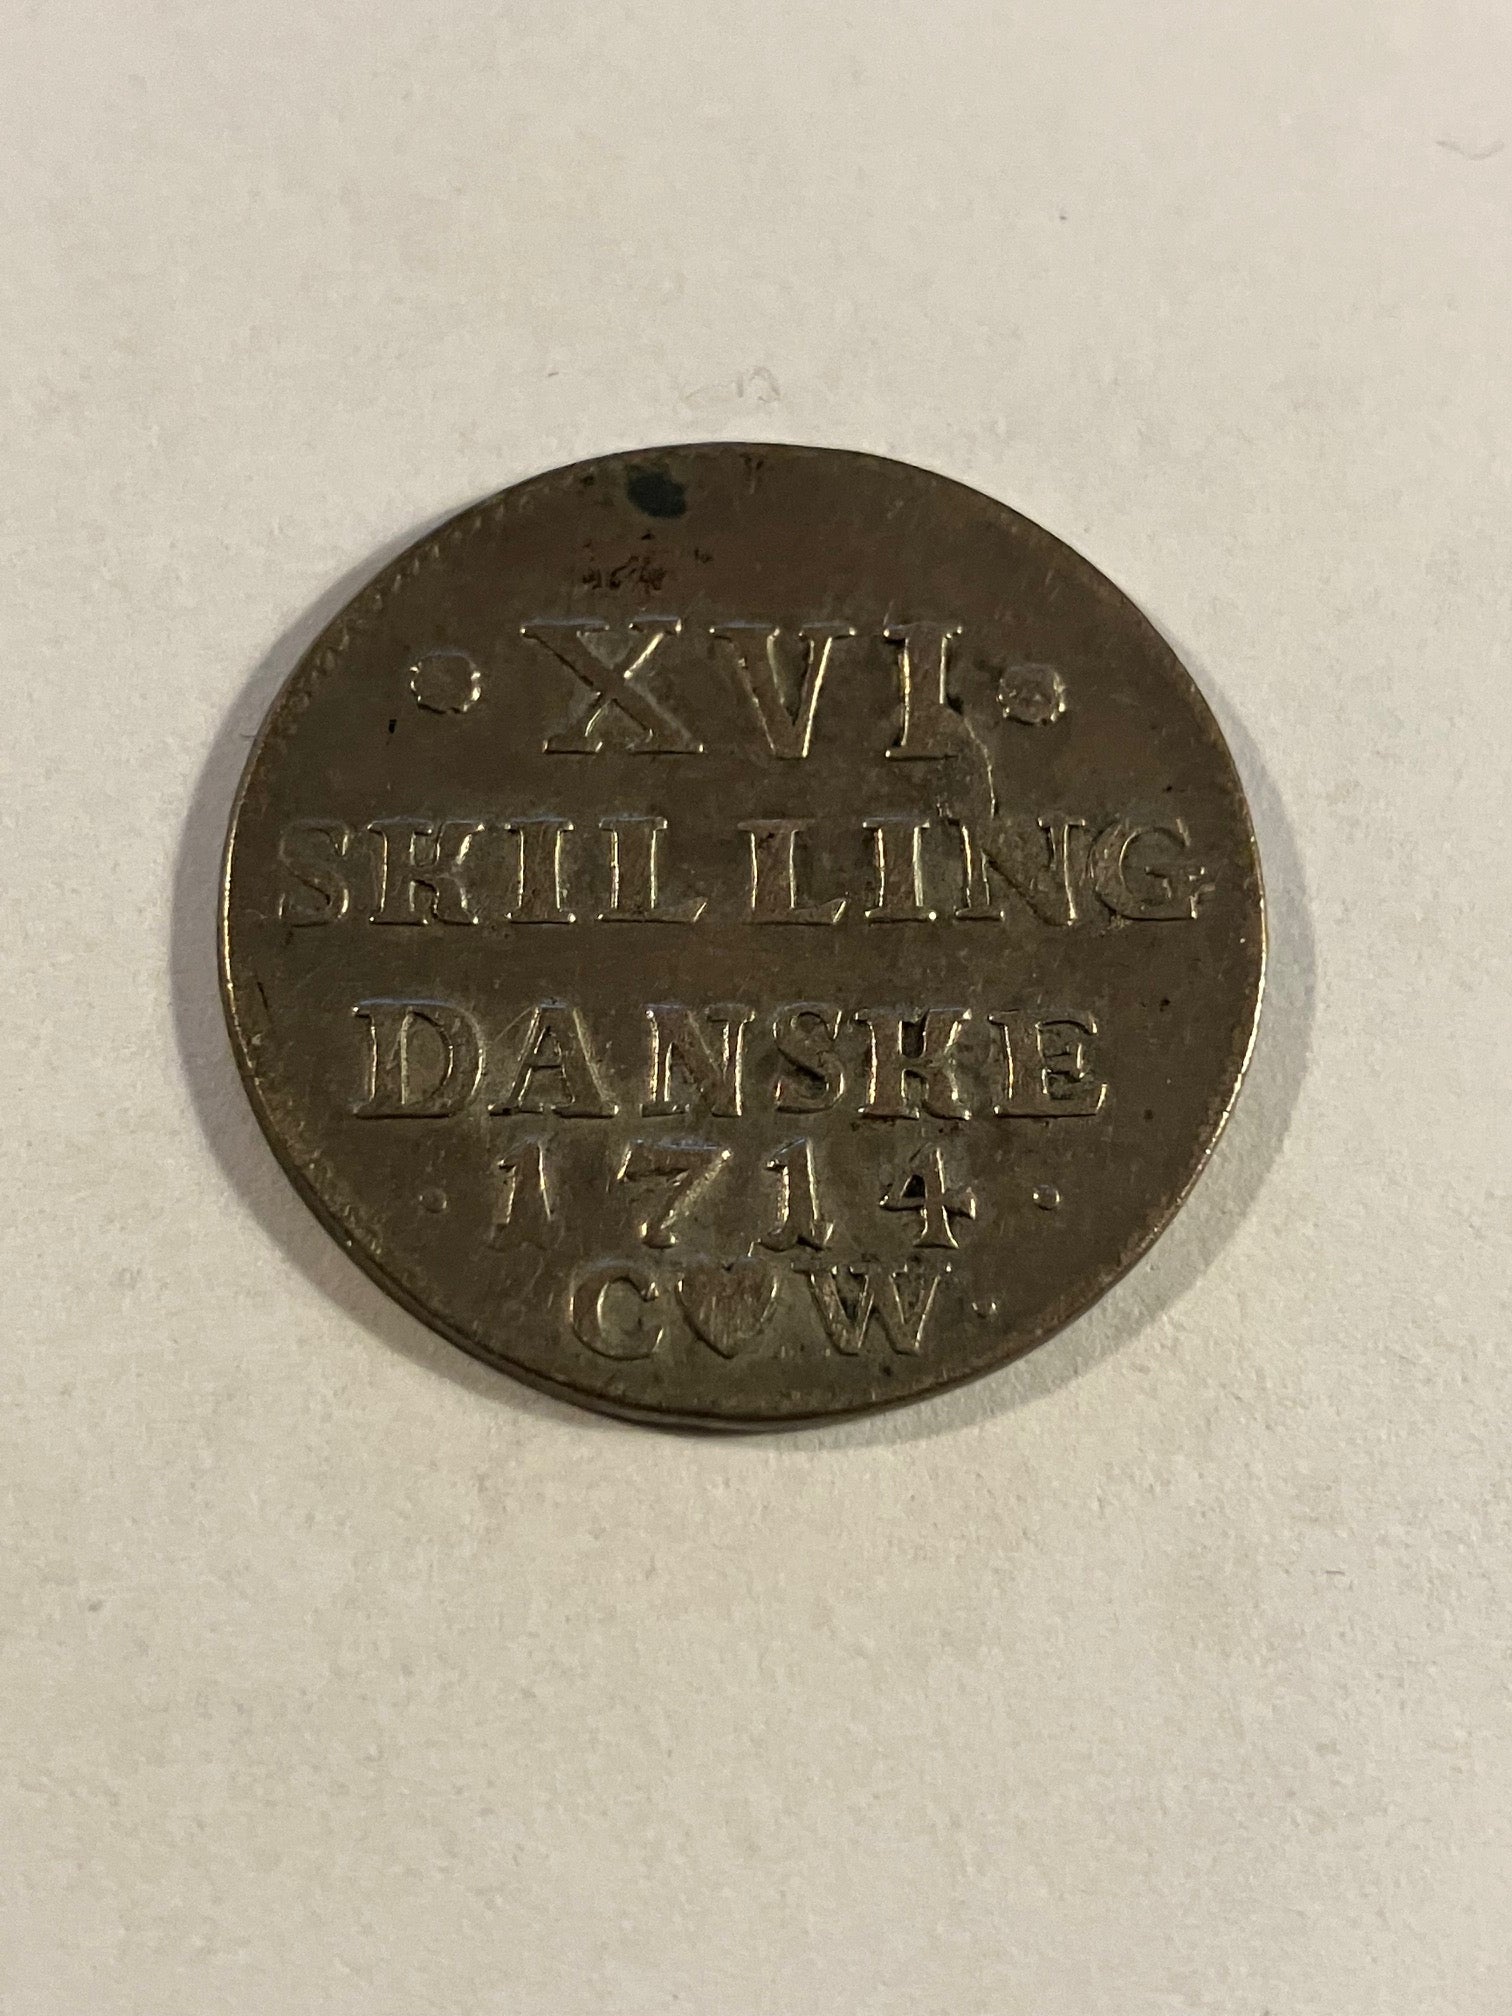 · XVI ·
SKILLING
DANSKE
· 1714 ·
C♥W·